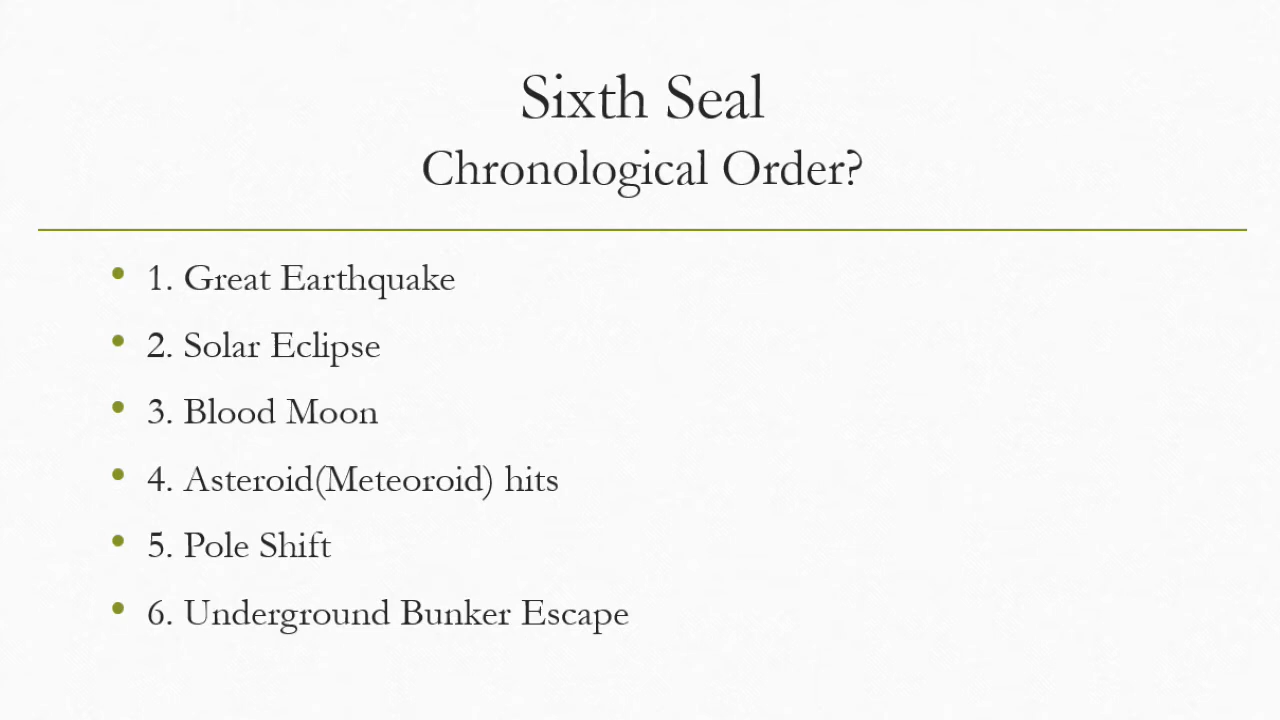 Sixth Seal
Chronological Order?
• 1. Great Earthquake
• 2. Solar Eclipse
• 3. Blood Moon
• 4. Asteroid(Meteoroid) hits
• 5. Pole Shift
• 6. Underground Bunker Escape